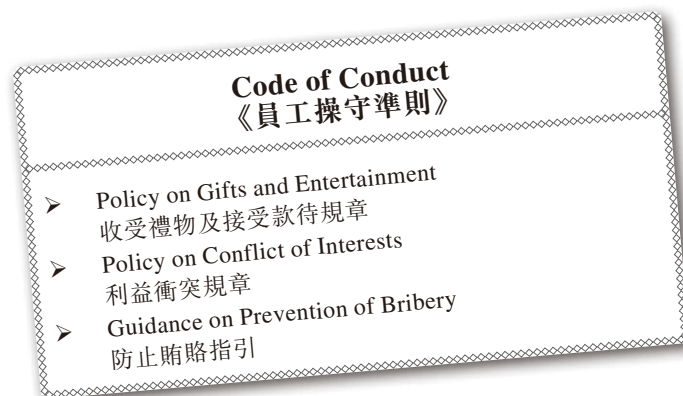 Code of Conduct
《員工操守準則》
➢ Policy on Gifts and Entertainment
收受禮物及接受款待規章
➢ Policy on Conflict of Interests
利益衝突規章
➢ Guidance on Prevention of Bribery
防止賄賂指引